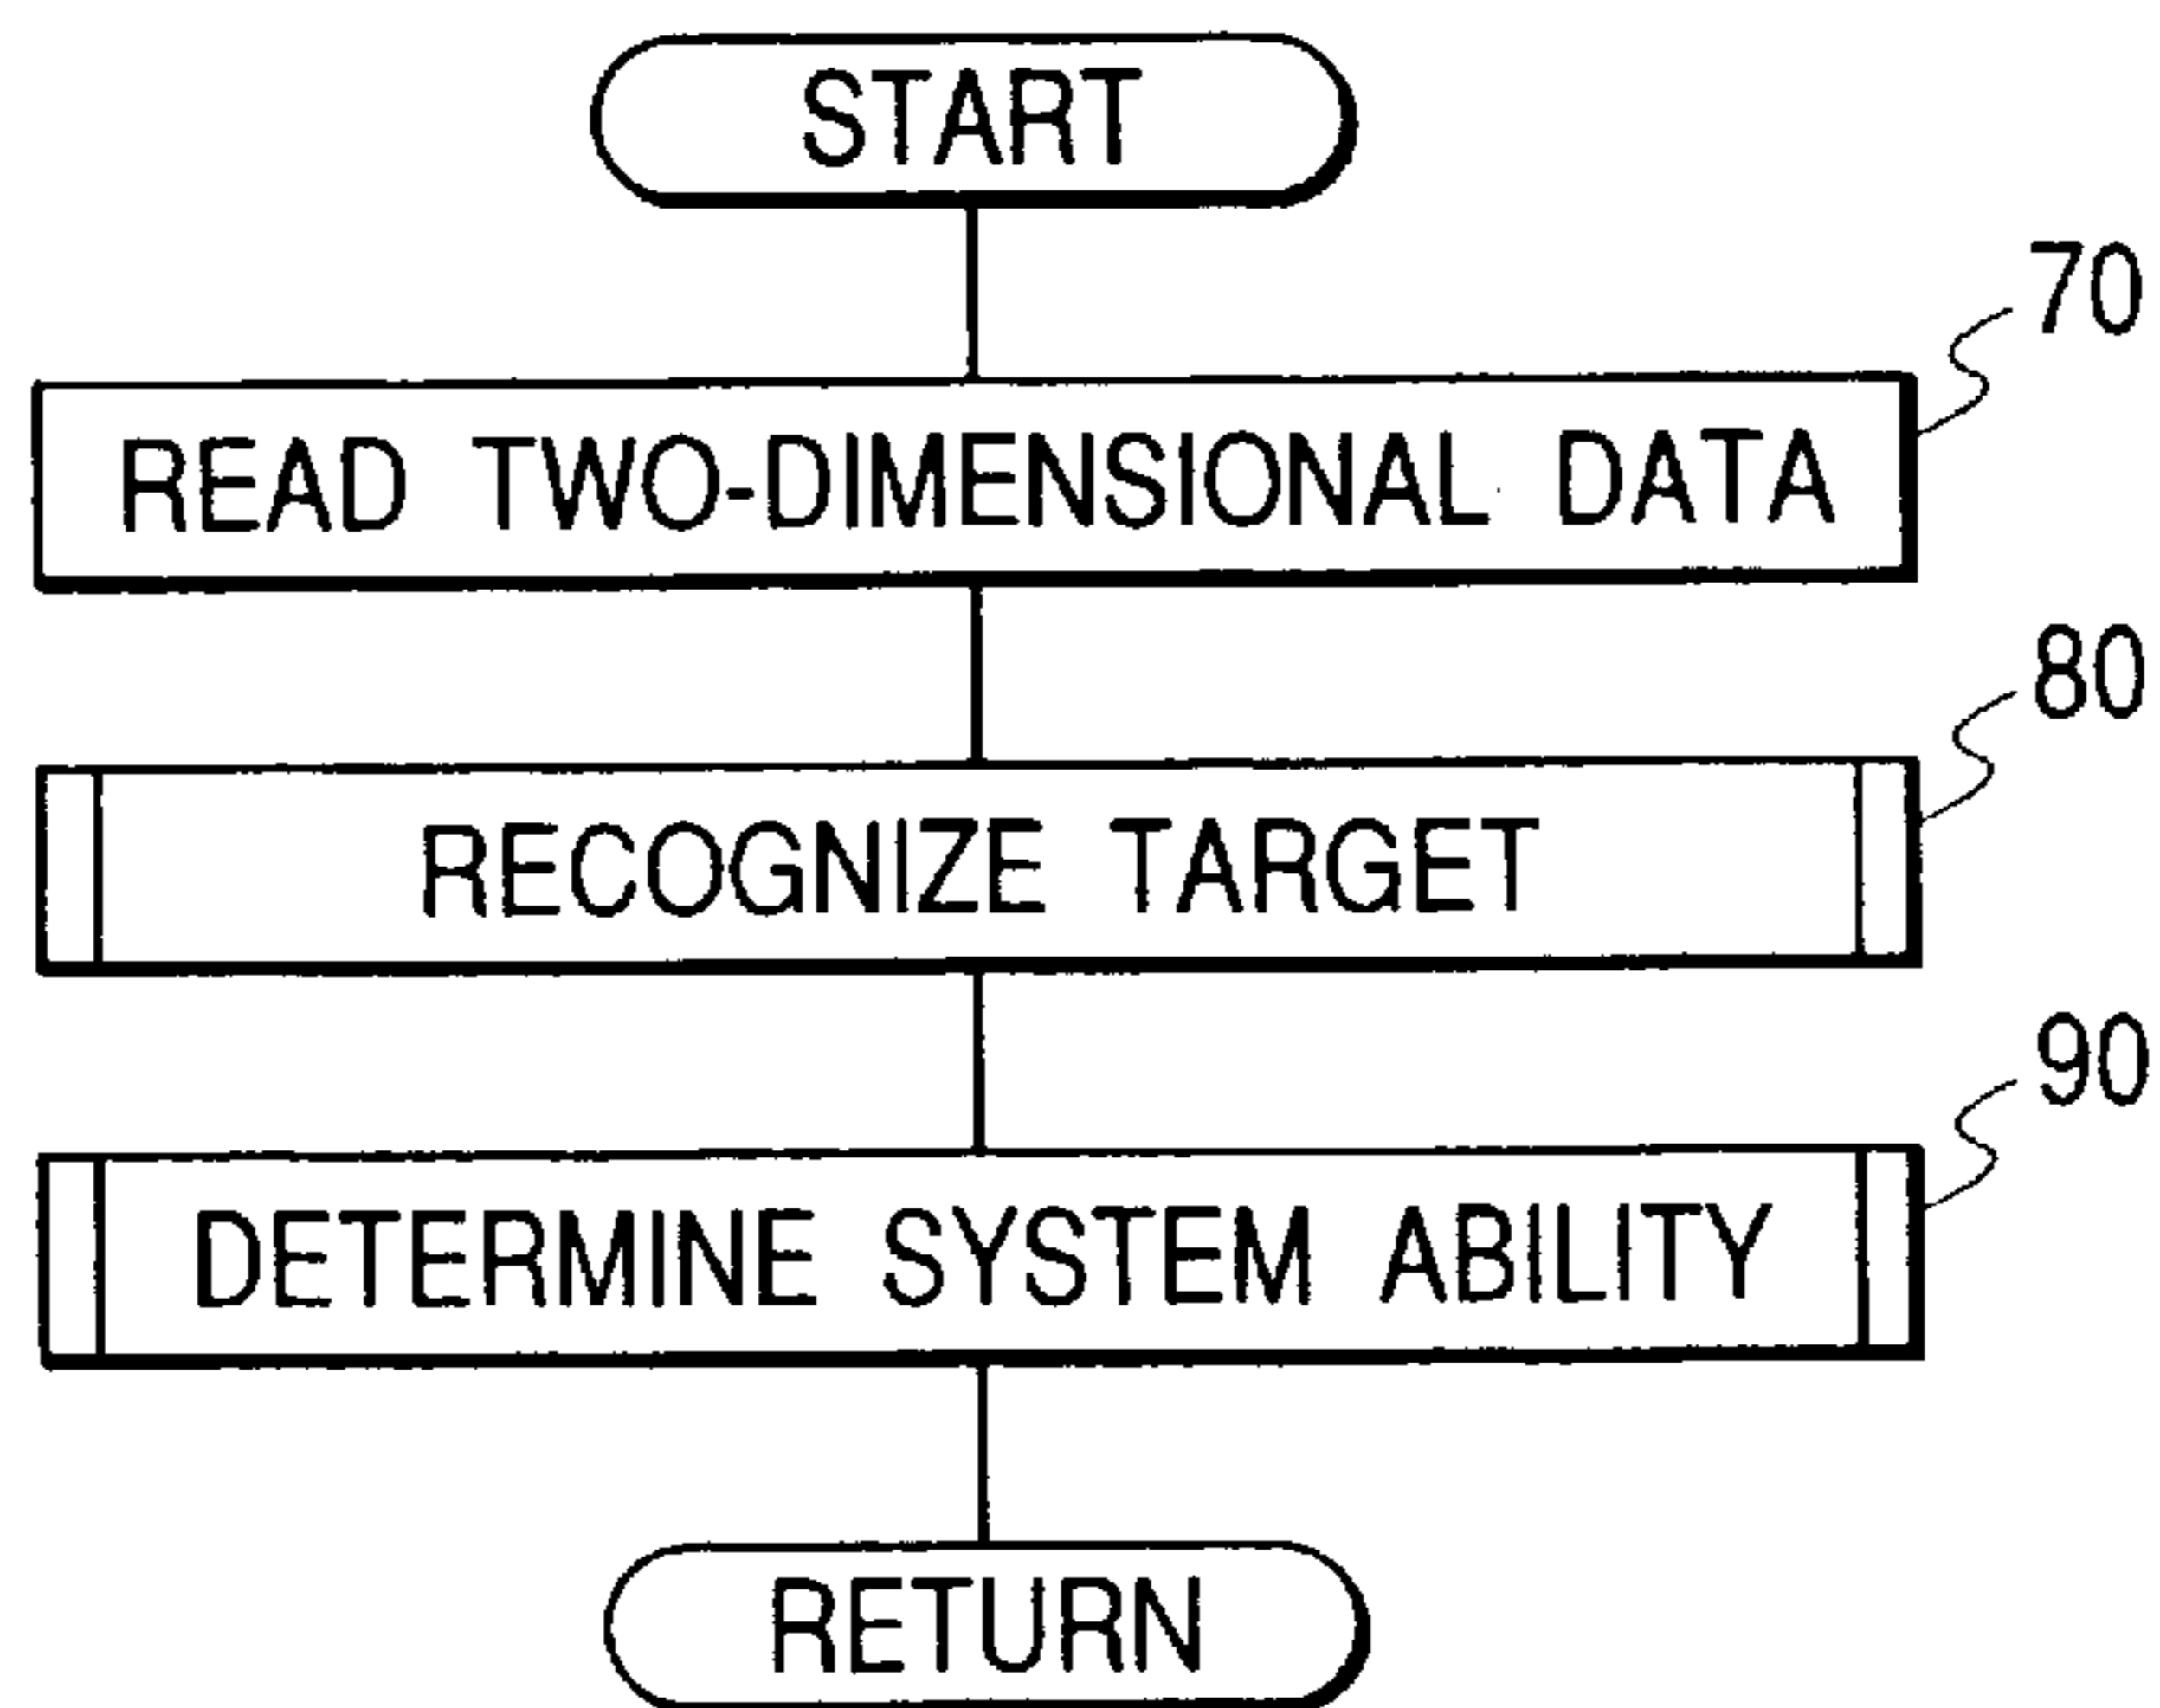 START
70
READ TWO-DIMENSIONAL DATA
80
RECOGNIZE TARGET
90
DETERMINE SYSTEM ABILITY
RETURN